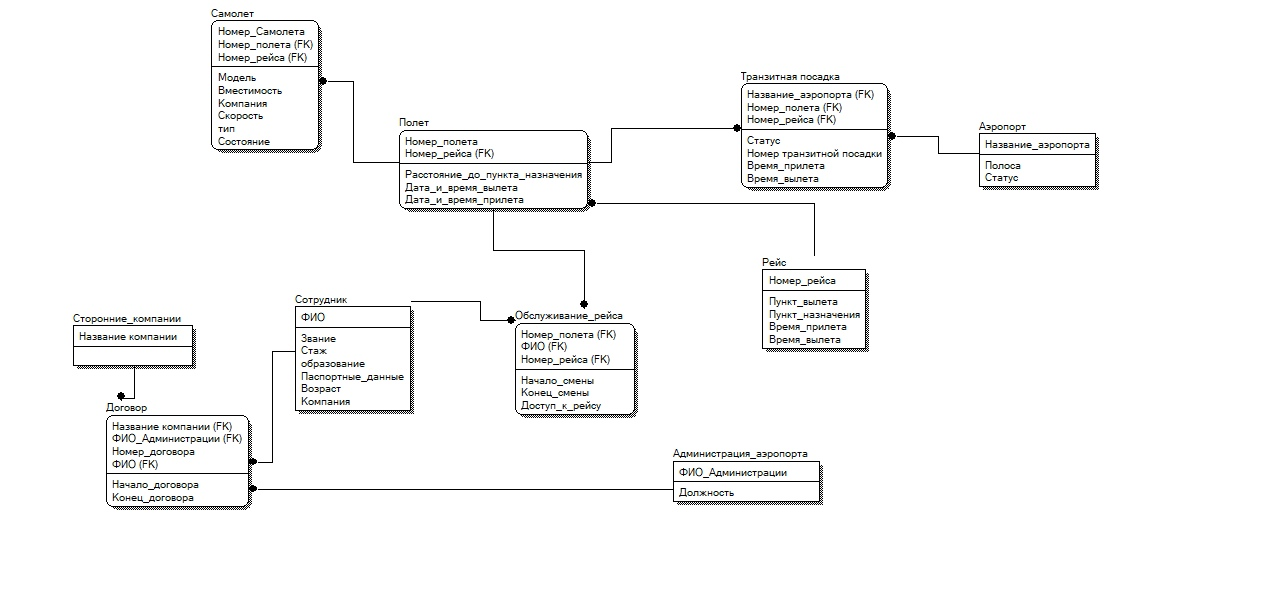 Самолет
Номер_Самолета
Номер_полета (FK)
Номер_рейса (FK)
Модель
Вместимость
Компания
Скорость
тип
Состояние
Полет
Номер_полета
Номер_рейса (FK)
Расстояние_до_пункта_назначения
Дата_и_время_вылета
Дата_и_время_прилета
Транзитная посадка
Название_аэропорта (FK)
Номер_полета (FK)
Номер_рейса (FK)
Статус
Номер транзитной посадки
Время_прилета
Время_вылета
Аэропорт
Название_аэропорта
Полоса
Статус
Рейс
Номер_рейса
Пункт_вылета
Пункт_назначения
Время_прилета
Время_вылета
Сотрудник
ФИО
Звание
Стаж
образование
Паспортные_данные
Возраст
Компания
Обслуживание_рейса
Номер_полета (FK)
ФИО (FK)
Номер_рейса (FK)
Начало_смены
Конец_смены
Доступ_к_рейсу
Сторонние_компании
Название компании
Договор
Название компании (FK)
ФИО_Администрации (FK)
Номер_договора
ФИО (FK)
Начало_договора
Конец_договора
Администрация_аэропорта
ФИО_Администрации
Должность